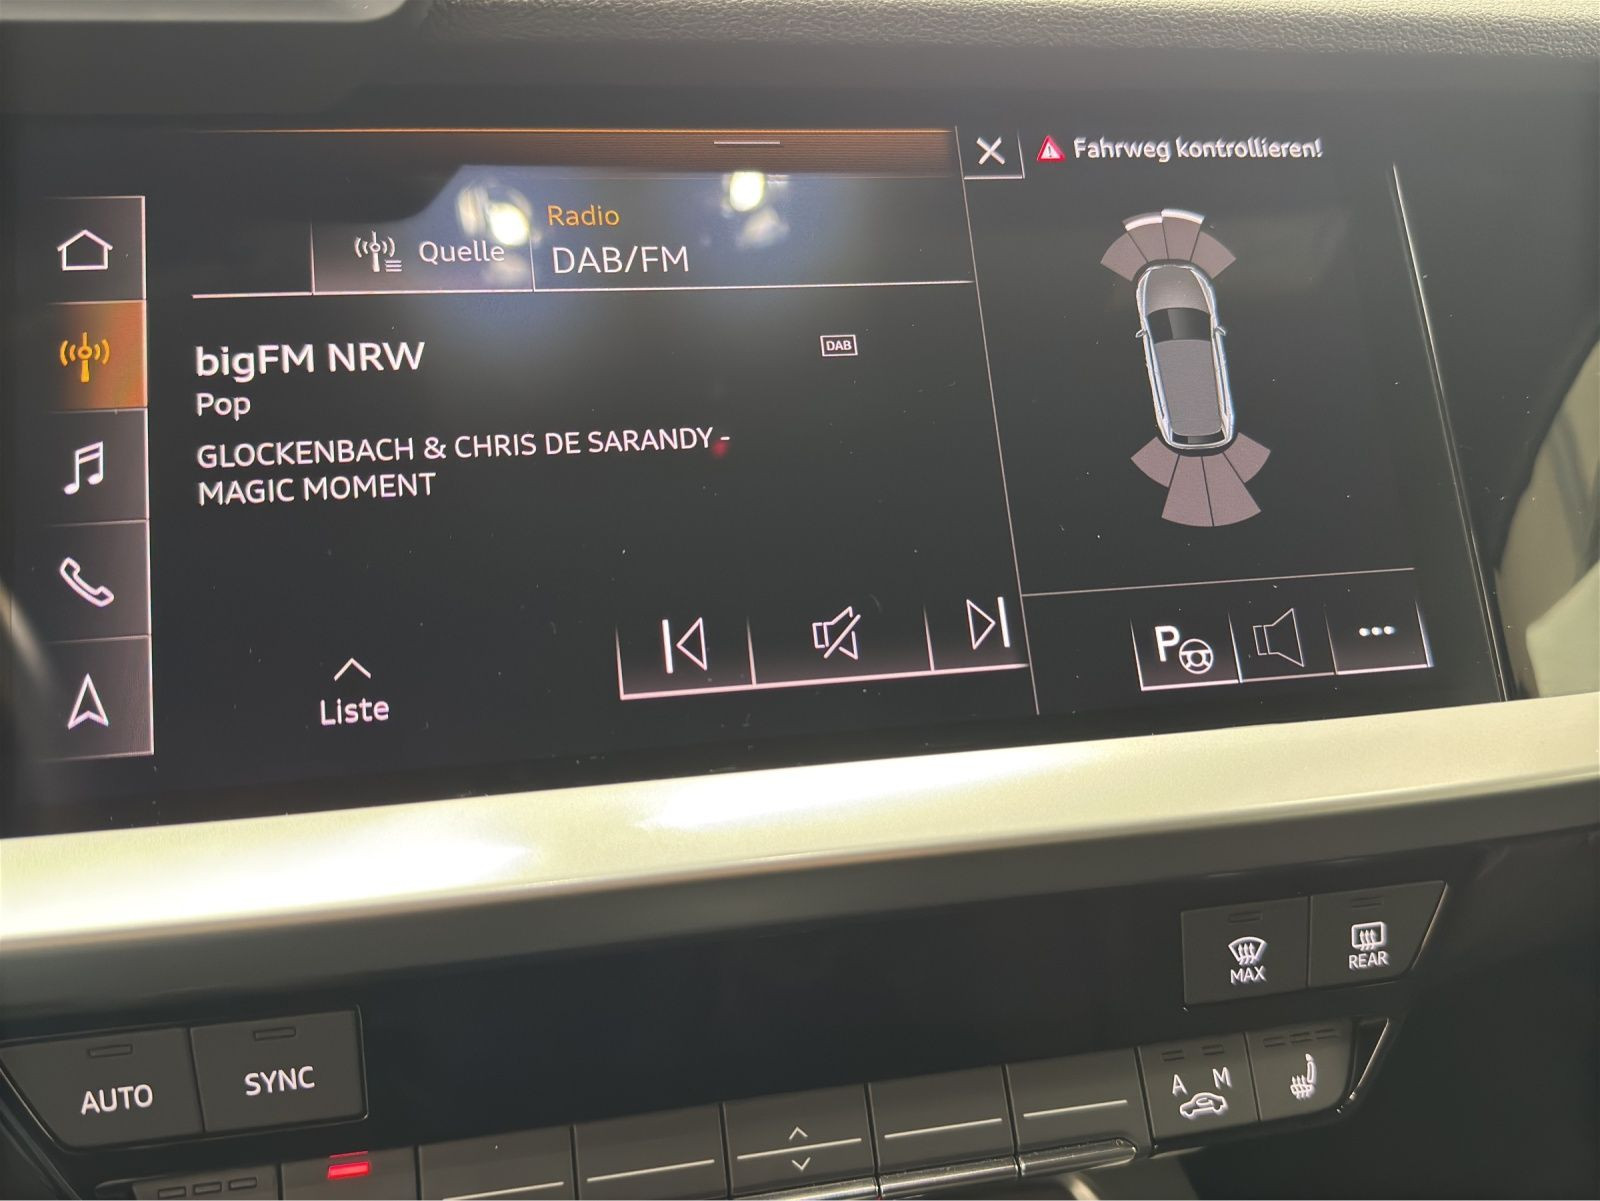 Fahrweg kontrollieren!
Radio
Quelle
DAB/FM
bigFM NRW
DAB
Pop
GLOCKENBACH & CHRIS DE SARANDY -
MAGIC MOMENT
Liste
P
MAX
REAR
AUTO
SYNC
A M